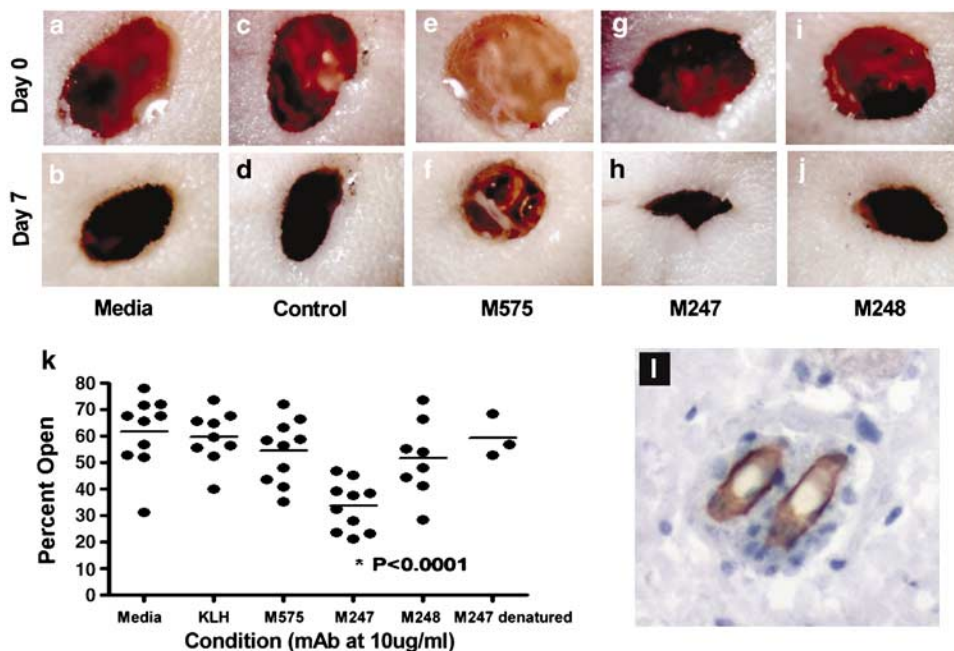 a
c
e
g
i
Day 0
b
d
f
h
j
Day 7
Media
Control
M575
M247
M248
k
l
80
70
60
50
40
30
20
10
0
Percent Open
* P<0.0001
Media
KLH
M575
M247
M248
M247 denatured
Condition (mAb at 10ug/ml)